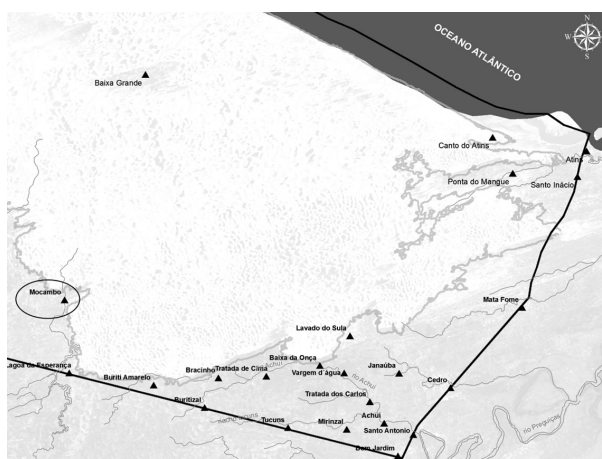 N
W
E
S
OCEANO ATLÂNTICO
Baixa Grande
Canto do Atins
Atins
Ponta do Mangue
Santo Inácio
Mocambo
Mata Fome
Lavado do Sula
Baixa da Onça
Lagoa da Esperança
Bracinho
Tratada de Cima
Achuí
Vargem d`água
Janaúba
rio Achuí
Buriti Amarelo
Cedro
Tratada dos Carlos
Buritizal
rio Preguiças
Achuí
Tucuns
Mirinzal
Santo Antonio
Bom Jardim